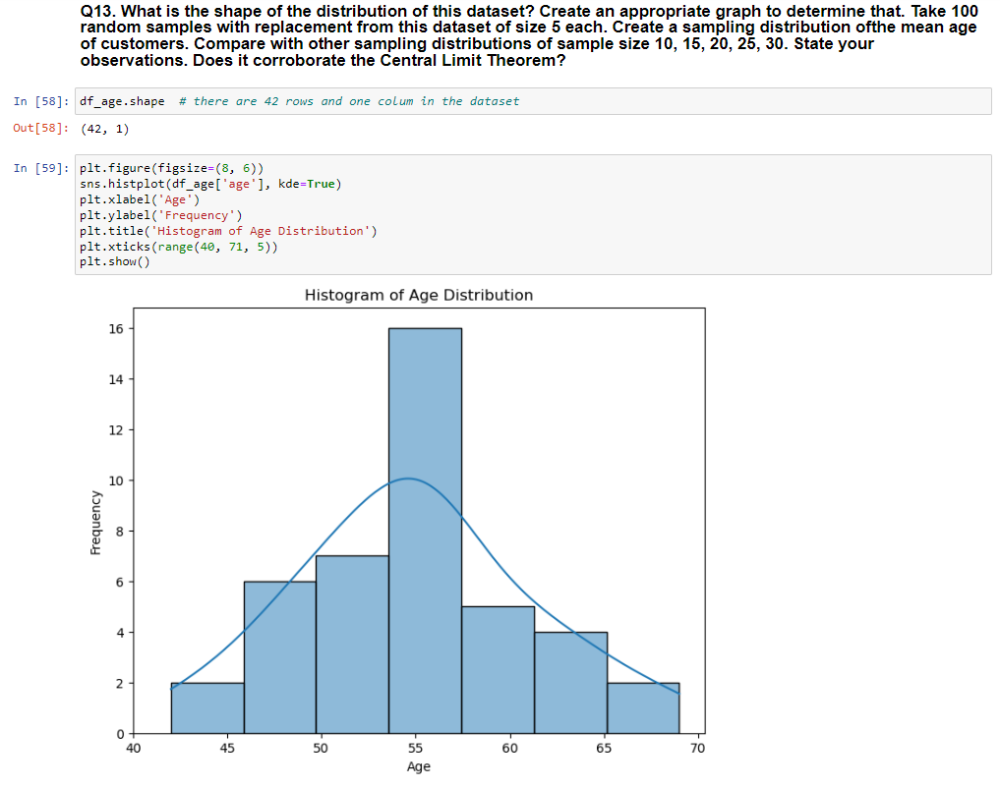 Q13. What is the shape of the distribution of this dataset? Create an appropriate graph to determine that. Take 100
random samples with replacement from this dataset of size 5 each. Create a sampling distribution ofthe mean age
of customers. Compare with other sampling distributions of sample size 10, 15, 20, 25, 30. State your
observations. Does it corroborate the Central Limit Theorem?
In [58]: df_age.shape  # there are 42 rows and one colum in the dataset
Out[58]: (42, 1)
In [59]: plt.figure(figsize=(8, 6))
sns.histplot(df_age['age'], kde=True)
plt.xlabel('Age')
plt.ylabel('Frequency')
plt.title('Histogram of Age Distribution')
plt.xticks(range(40, 71, 5))
plt.show()
Histogram of Age Distribution
16
14
12
10
8
6
4
2
0
Frequency
40 45 50 55 60 65 70
Age